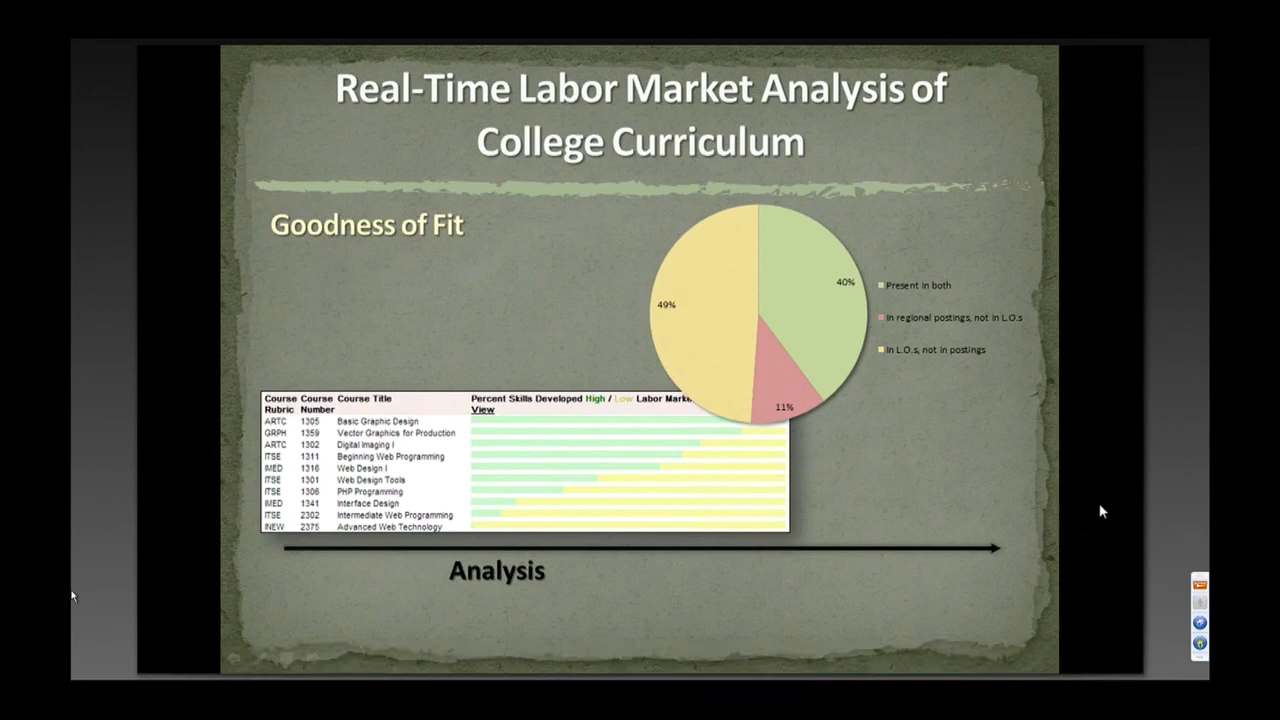 Real-Time Labor Market Analysis of
College Curriculum
Goodness of Fit
40%
49%
11%
Present in both
In regional postings, not in L.O.s
In L.O.s, not in postings
Course Course Course Title Percent Skills Developed High / Low Labor Marke
Rubric Number View
ARTC 1305 Basic Graphic Design
GRPH 1359 Vector Graphics for Production
ARTC 1302 Digital Imaging I
ITSE 1311 Beginning Web Programming
IMED 1316 Web Design I
ITSE 1301 Web Design Tools
ITSE 1306 PHP Programming
IMED 1341 Interface Design
ITSE 2302 Intermediate Web Programming
INEW 2375 Advanced Web Technology
Analysis